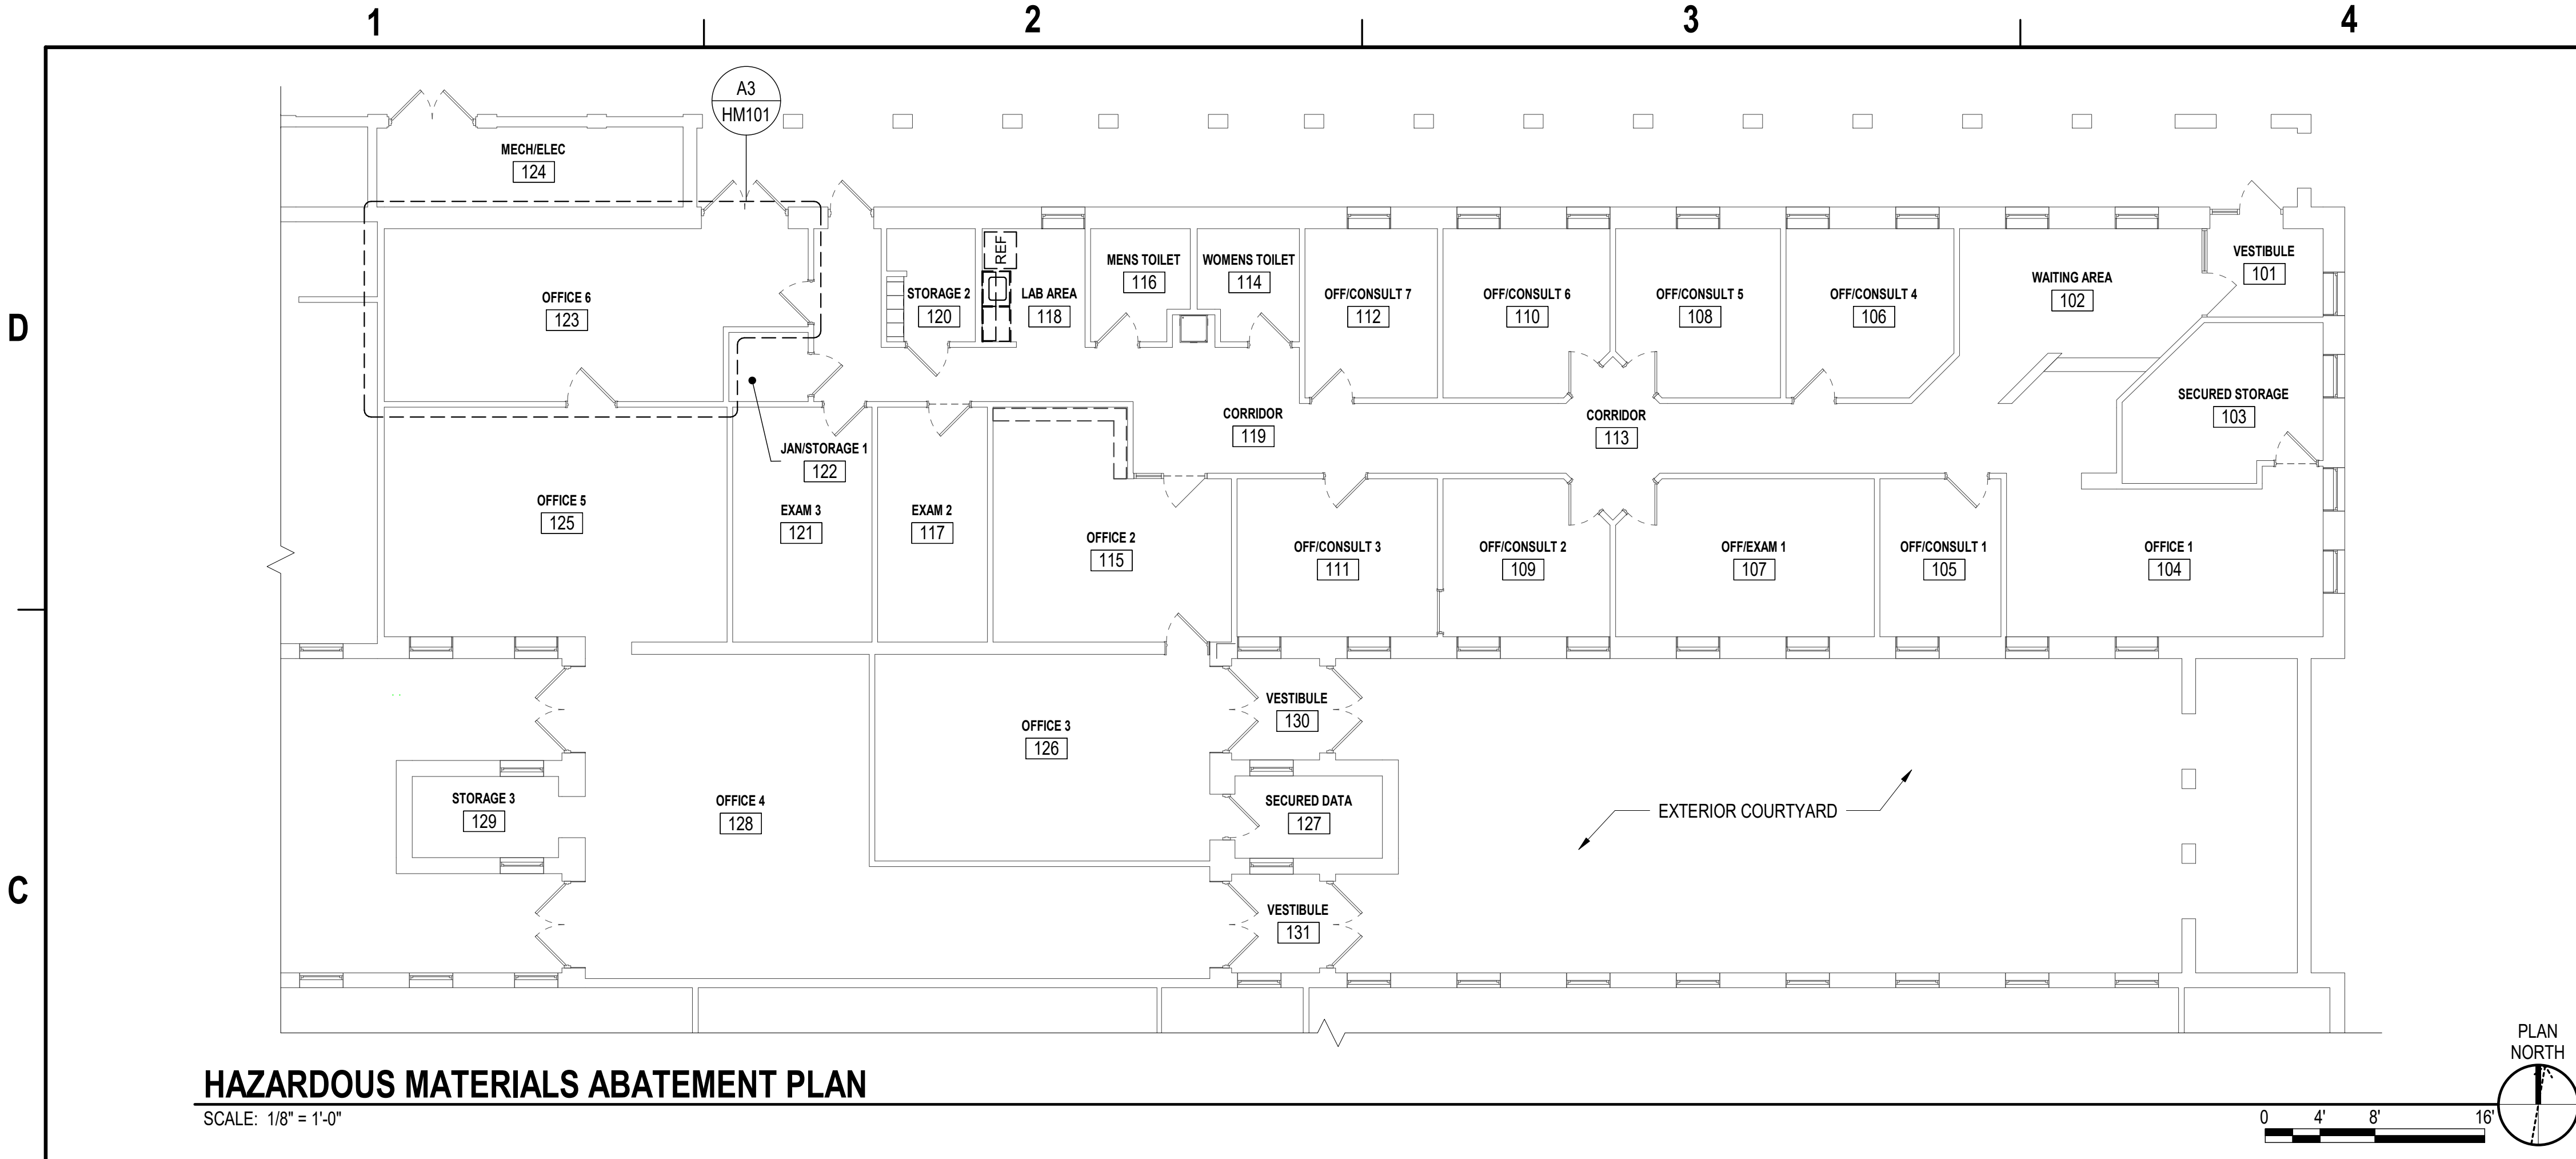 1
2
3
4
A3
HM101
MECH/ELEC
124
D
OFFICE 6
123
STORAGE 2
120
REF
LAB AREA
118
MENS TOILET
116
WOMENS TOILET
114
OFF/CONSULT 7
112
OFF/CONSULT 6
110
OFF/CONSULT 5
108
OFF/CONSULT 4
106
WAITING AREA
102
VESTIBULE
101
SECURED STORAGE
103
CORRIDOR
119
CORRIDOR
113
JAN/STORAGE 1
122
OFFICE 5
125
EXAM 3
121
EXAM 2
117
OFFICE 2
115
OFF/CONSULT 3
111
OFF/CONSULT 2
109
OFF/EXAM 1
107
OFF/CONSULT 1
105
OFFICE 1
104
C
STORAGE 3
129
OFFICE 4
128
OFFICE 3
126
VESTIBULE
130
SECURED DATA
127
EXTERIOR COURTYARD
VESTIBULE
131
PLAN
NORTH
HAZARDOUS MATERIALS ABATEMENT PLAN
SCALE: 1/8" = 1'-0"
0 4' 8' 16'